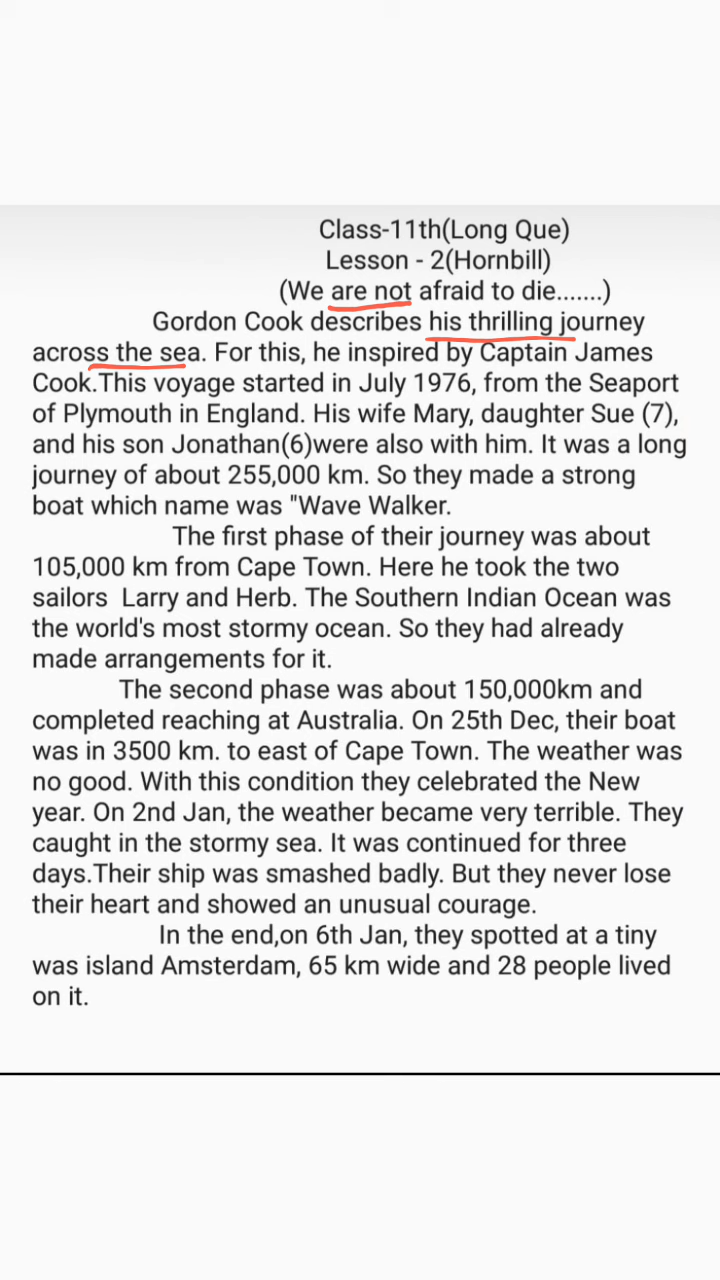 Class-11th(Long Que)
Lesson - 2(Hornbill)
(We are not afraid to die.......)
Gordon Cook describes his thrilling journey
across the sea. For this, he inspired by Captain James
Cook.This voyage started in July 1976, from the Seaport
of Plymouth in England. His wife Mary, daughter Sue (7),
and his son Jonathan(6)were also with him. It was a long
journey of about 255,000 km. So they made a strong
boat which name was "Wave Walker.
The first phase of their journey was about
105,000 km from Cape Town. Here he took the two
sailors  Larry and Herb. The Southern Indian Ocean was
the world's most stormy ocean. So they had already
made arrangements for it.
The second phase was about 150,000km and
completed reaching at Australia. On 25th Dec, their boat
was in 3500 km. to east of Cape Town. The weather was
no good. With this condition they celebrated the New
year. On 2nd Jan, the weather became very terrible. They
caught in the stormy sea. It was continued for three
days.Their ship was smashed badly. But they never lose
their heart and showed an unusual courage.
In the end,on 6th Jan, they spotted at a tiny
was island Amsterdam, 65 km wide and 28 people lived
on it.